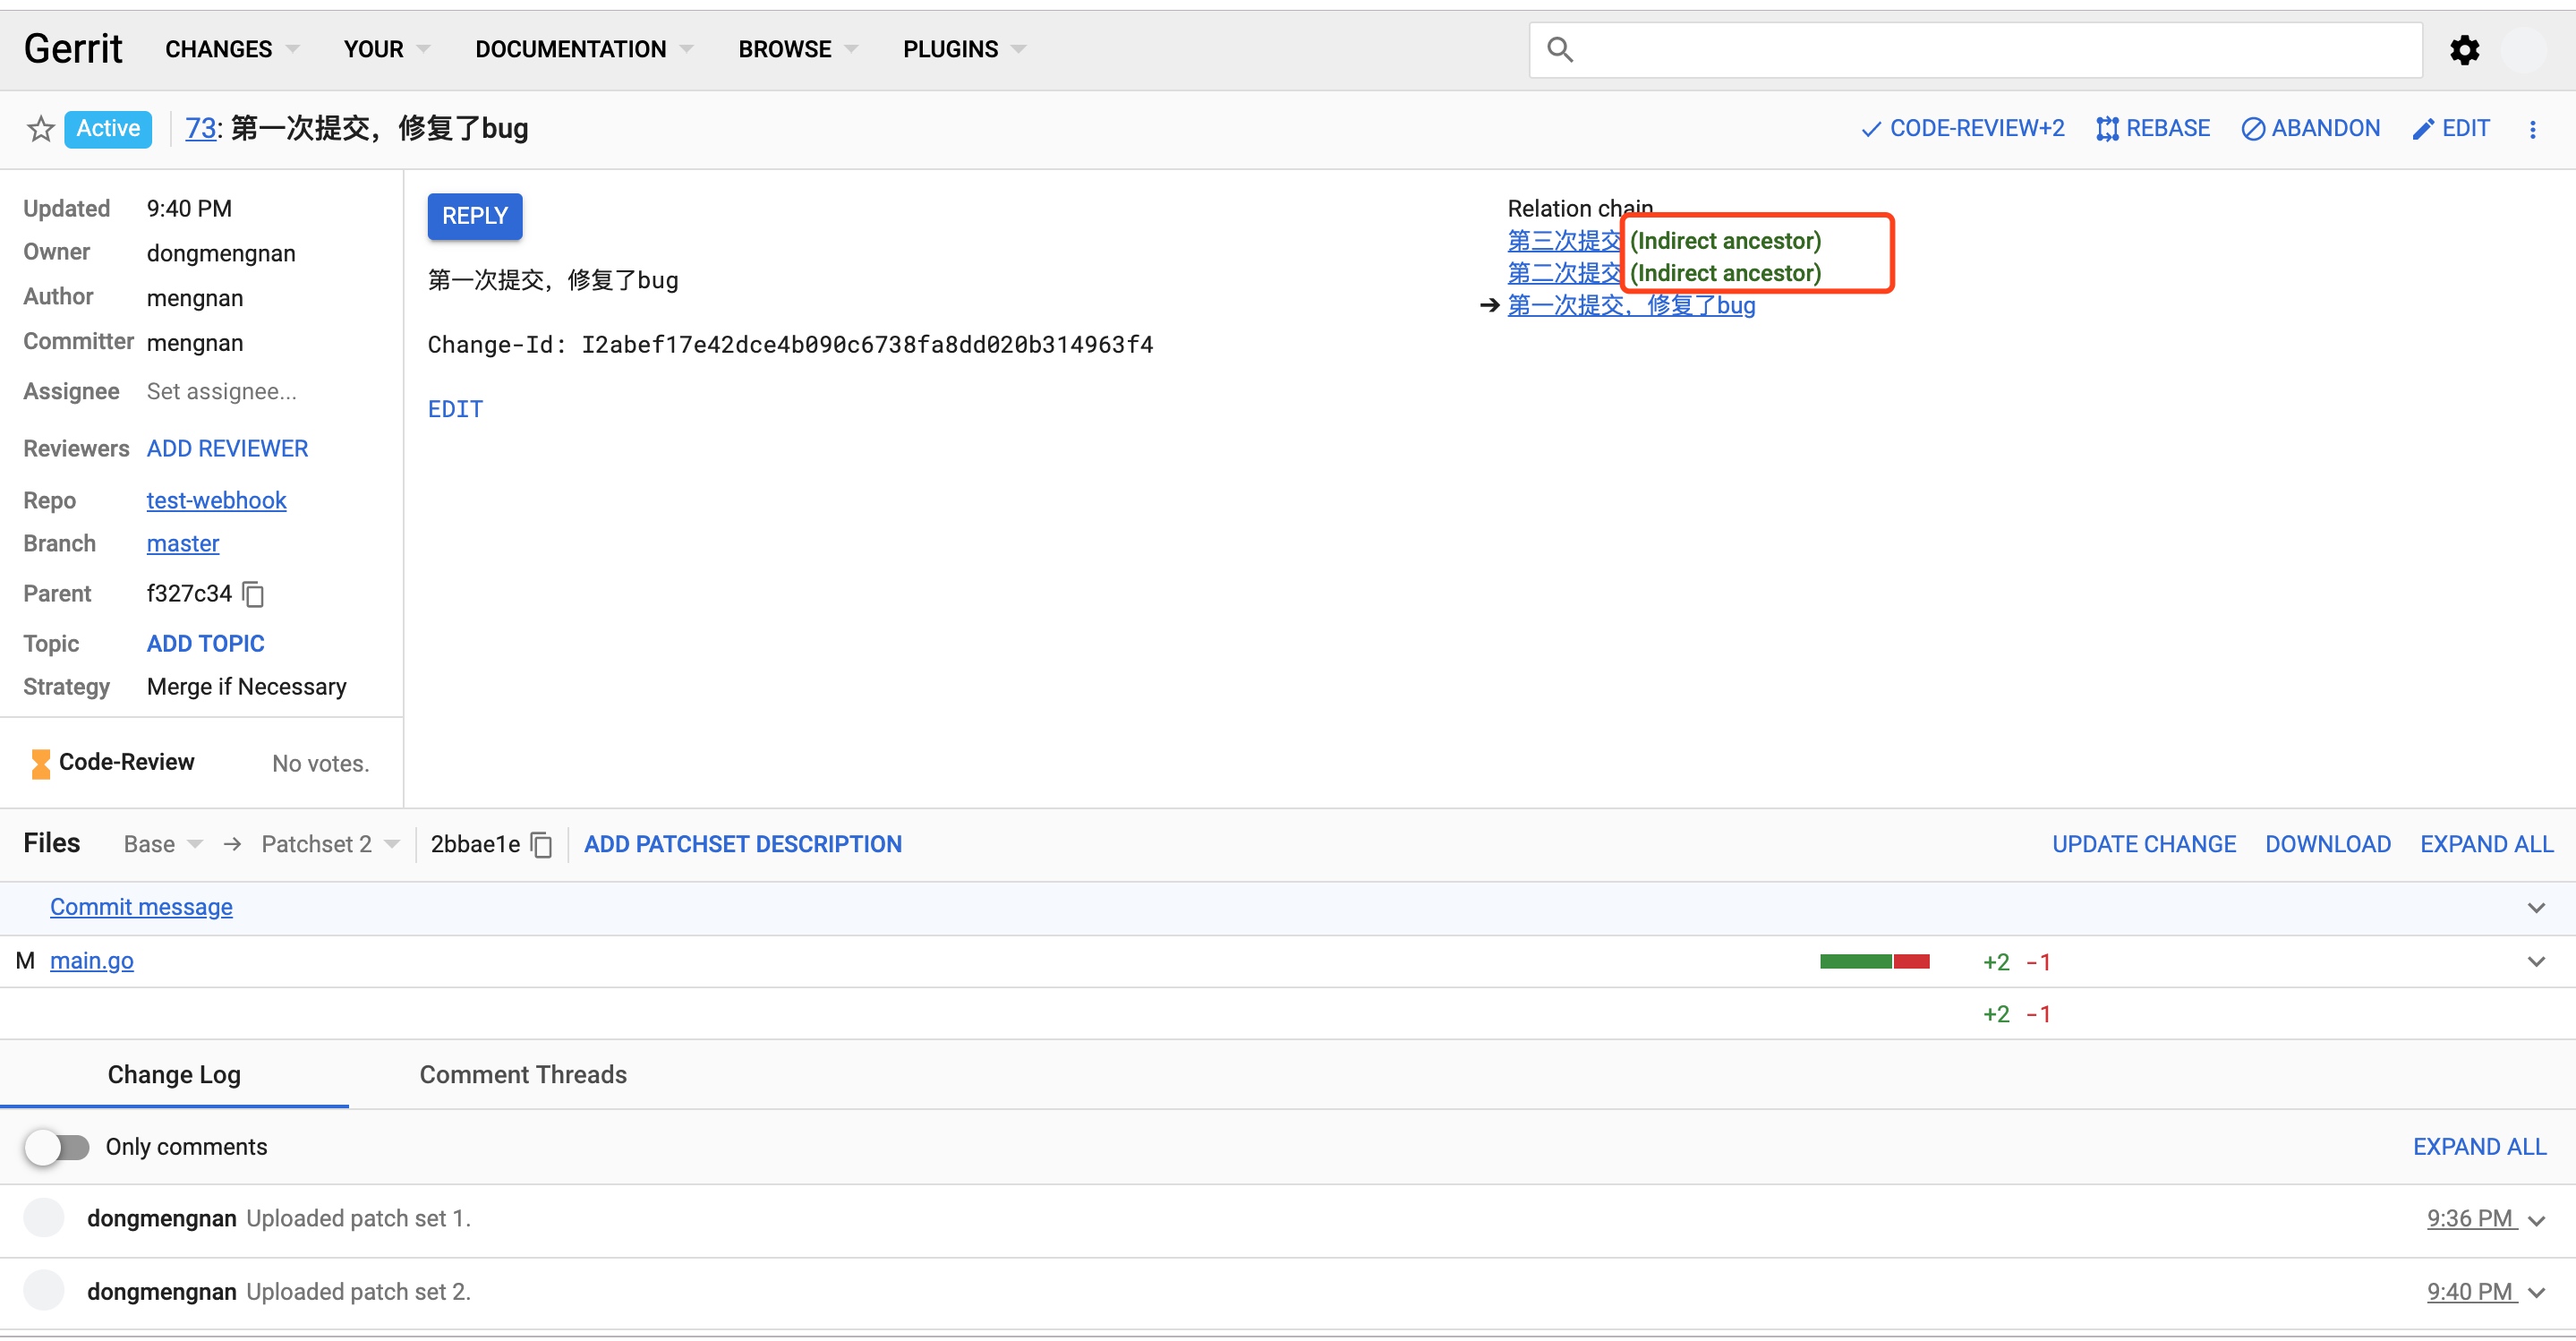 Gerrit CHANGES YOUR DOCUMENTATION BROWSE PLUGINS
Active 73: 第一次提交，修复了bug CODE-REVIEW+2 REBASE ABANDON EDIT
Updated 9:40 PM
Owner dongmengnan
Author mengnan
Committer mengnan
Assignee Set assignee...
Reviewers ADD REVIEWER
Repo test-webhook
Branch master
Parent f327c34
Topic ADD TOPIC
Strategy Merge if Necessary
Code-Review No votes.
REPLY
第一次提交，修复了bug
Change-Id: I2abef17e42dce4b090c6738fa8dd020b314963f4
EDIT
Relation chain
第三次提交 (Indirect ancestor)
第二次提交 (Indirect ancestor)
→ 第一次提交，修复了bug
Files Base → Patchset 2 2bbae1e ADD PATCHSET DESCRIPTION UPDATE CHANGE DOWNLOAD EXPAND ALL
Commit message
M main.go +2 -1
+2 -1
Change Log Comment Threads
Only comments EXPAND ALL
dongmengnan Uploaded patch set 1. 9:36 PM
dongmengnan Uploaded patch set 2. 9:40 PM